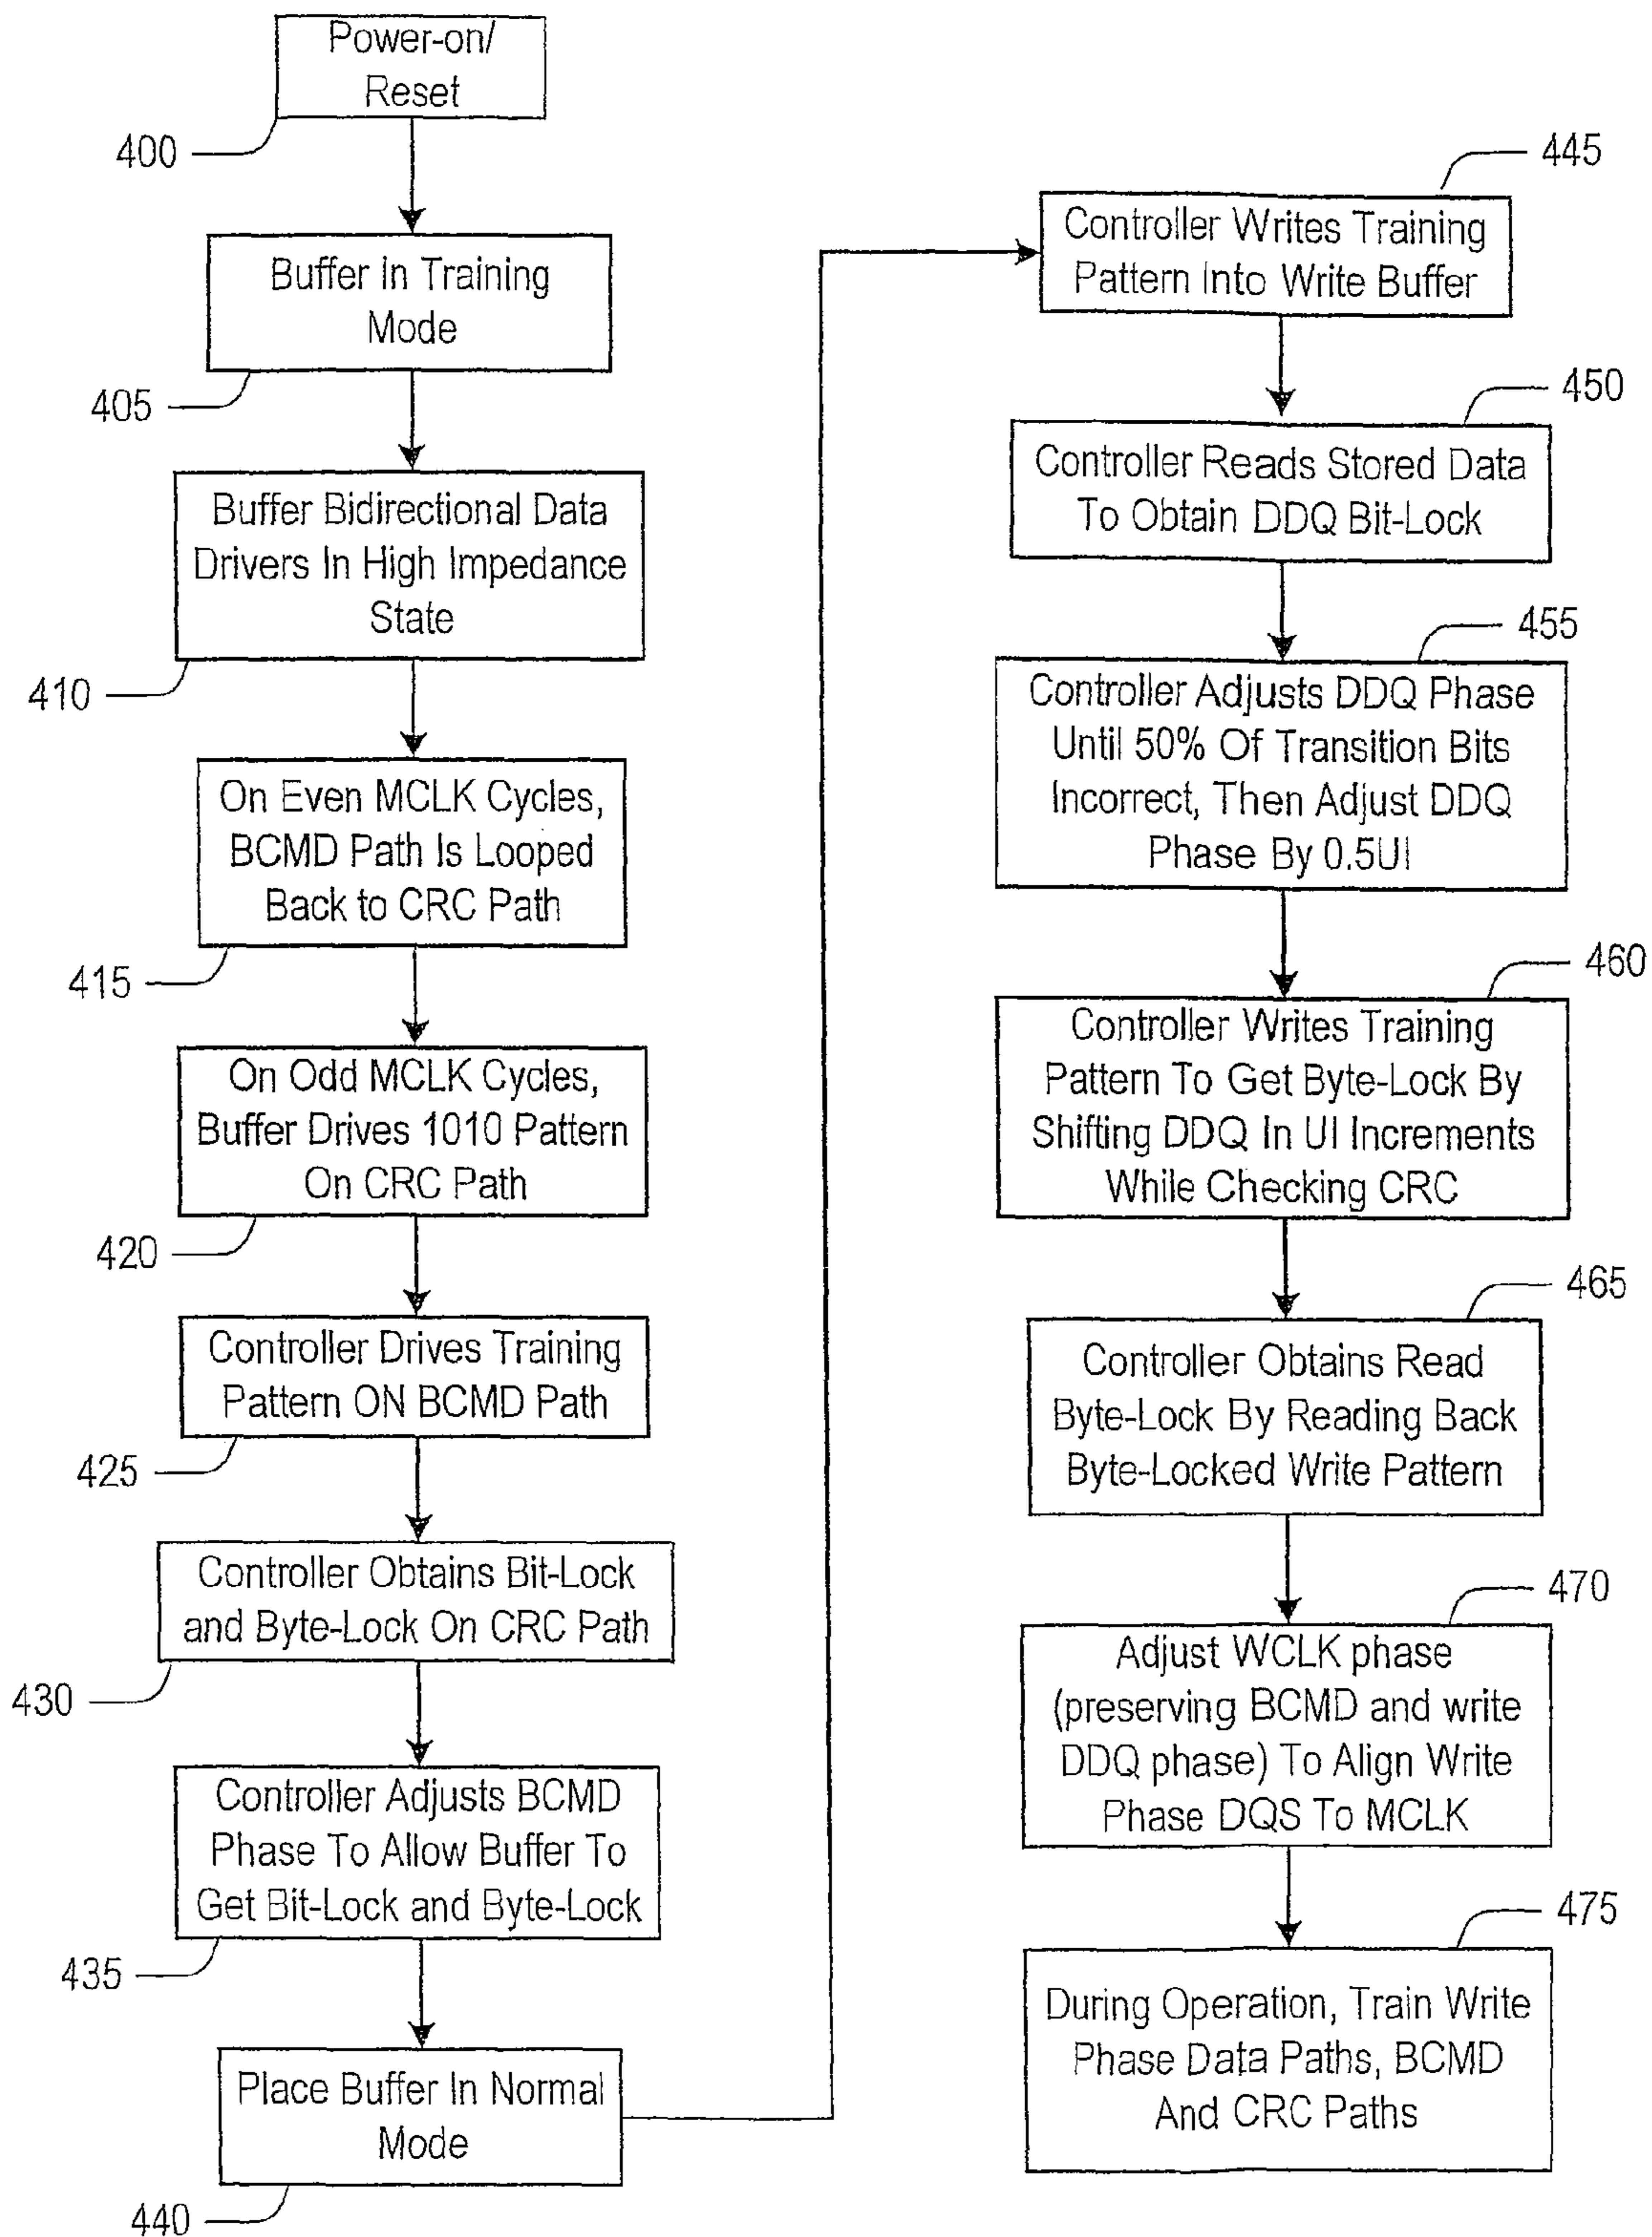 Power-on/
Reset
400
Buffer In Training
Mode
405
Buffer Bidirectional Data
Drivers In High Impedance
State
410
On Even MCLK Cycles,
BCMD Path Is Looped
Back to CRC Path
415
On Odd MCLK Cycles,
Buffer Drives 1010 Pattern
On CRC Path
420
Controller Drives Training
Pattern ON BCMD Path
425
Controller Obtains Bit-Lock
and Byte-Lock On CRC Path
430
Controller Adjusts BCMD
Phase To Allow Buffer To
Get Bit-Lock and Byte-Lock
435
Place Buffer In Normal
Mode
440
445
Controller Writes Training
Pattern Into Write Buffer
450
Controller Reads Stored Data
To Obtain DDQ Bit-Lock
455
Controller Adjusts DDQ Phase
Until 50% Of Transition Bits
Incorrect, Then Adjust DDQ
Phase By 0.5UI
460
Controller Writes Training
Pattern To Get Byte-Lock By
Shifting DDQ In UI Increments
While Checking CRC
465
Controller Obtains Read
Byte-Lock By Reading Back
Byte-Locked Write Pattern
470
Adjust WCLK phase
(preserving BCMD and write
DDQ phase) To Align Write
Phase DQS To MCLK
475
During Operation, Train Write
Phase Data Paths, BCMD
And CRC Paths